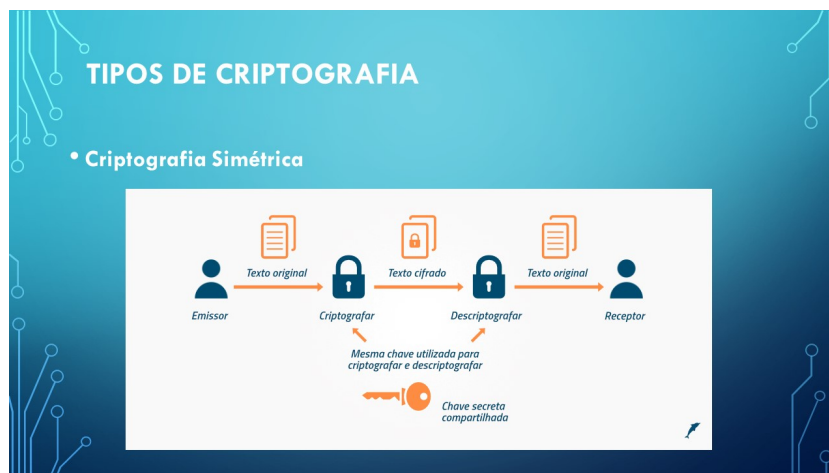 TIPOS DE CRIPTOGRAFIA
• Criptografia Simétrica
Texto original
Texto cifrado
Texto original
Emissor
Criptografar
Descriptografar
Receptor
Mesma chave utilizada para
criptografar e descriptografar
Chave secreta
compartilhada